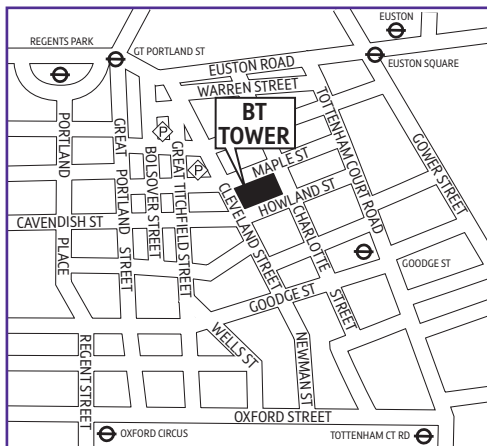 EUSTON
REGENTS PARK
GT PORTLAND ST
EUSTON SQUARE
EUSTON ROAD
WARREN STREET
BT
TOWER
P
P
MAPLE ST
HOWLAND ST
PORTLAND
PLACE
GREAT PORTLAND STREET
BOLSOVER STREET
GREAT TITCHFIELD STREET
CLEVELAND STREET
CHARLOTTE STREET
TOTTENHAM COURT ROAD
GOWER STREET
CAVENDISH ST
GOODGE ST
GOODGE ST
WELLS ST
NEWMAN ST
REGENT STREET
OXFORD STREET
OXFORD CIRCUS
TOTTENHAM CT RD